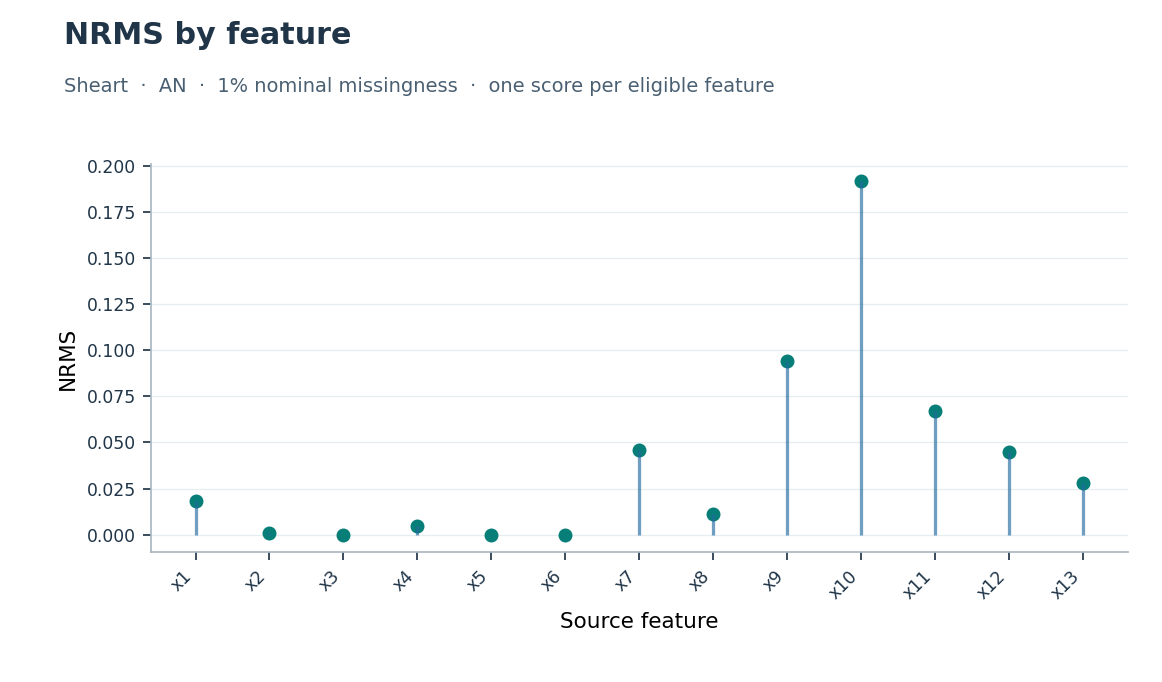 NRMS by feature
Sheart · AN · 1% nominal missingness · one score per eligible feature
0.200
0.175
0.150
0.125
0.100
0.075
0.050
0.025
0.000
NRMS
x1 x2 x3 x4 x5 x6 x7 x8 x9 x10 x11 x12 x13
Source feature